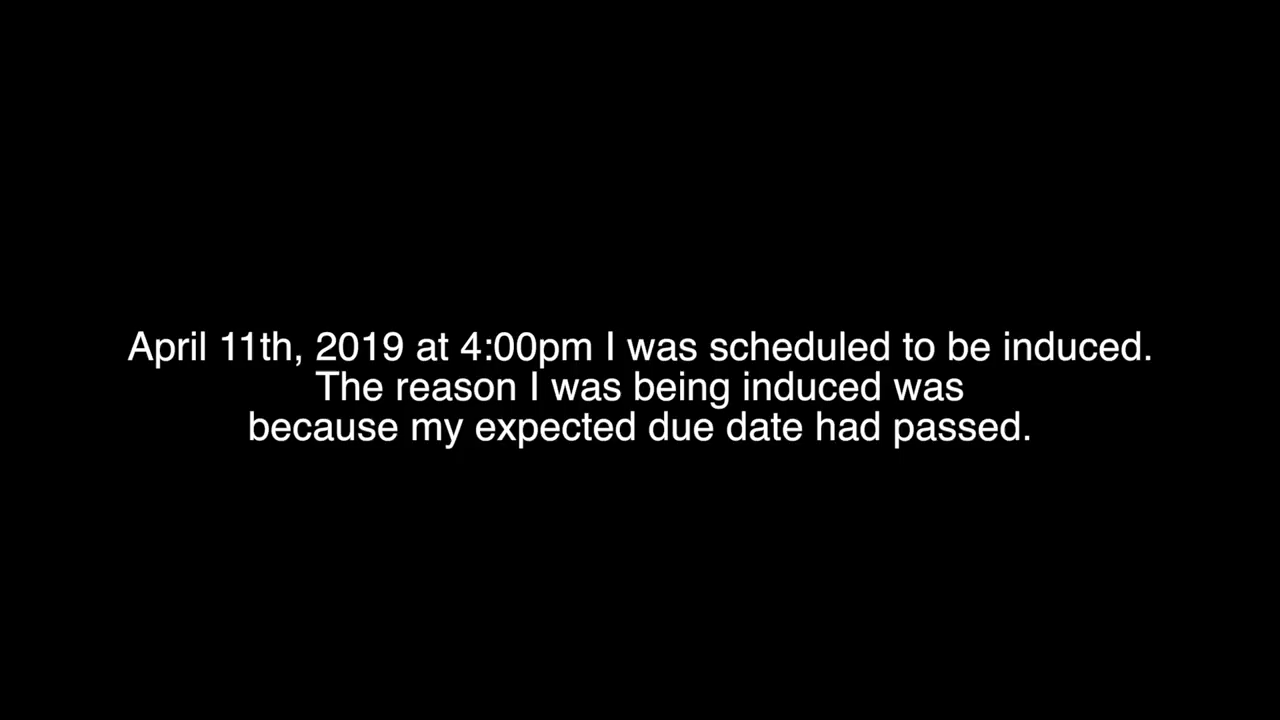 April 11th, 2019 at 4:00pm I was scheduled to be induced.
The reason I was being induced was
because my expected due date had passed.